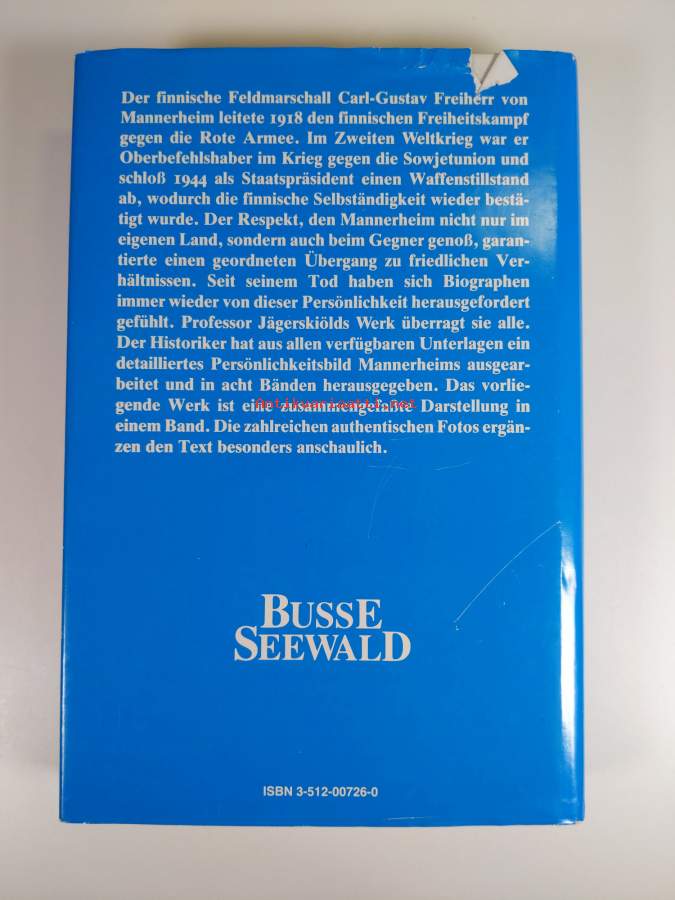 Der finnische Feldmarschall Carl-Gustav Freiherr von
Mannerheim leitete 1918 den finnischen Freiheitskampf
gegen die Rote Armee. Im Zweiten Weltkrieg war er
Oberbefehlshaber im Krieg gegen die Sowjetunion und
schloß 1944 als Staatspräsident einen Waffenstillstand
ab, wodurch die finnische Selbständigkeit wieder bestä-
tigt wurde. Der Respekt, den Mannerheim nicht nur im
eigenen Land, sondern auch beim Gegner genoß, garan-
tierte einen geordneten Übergang zu friedlichen Ver-
hältnissen. Seit seinem Tod haben sich Biographen
immer wieder von dieser Persönlichkeit herausgefordert
gefühlt. Professor Jägerskiölds Werk überragt sie alle.
Der Historiker hat aus allen verfügbaren Unterlagen ein
detailliertes Persönlichkeitsbild Mannerheims ausgear-
beitet und in acht Bänden herausgegeben. Das vorlie-
gende Werk ist eine zusammengefaßte Darstellung in
Antikvariaatti.net
einem Band. Die zahlreichen authentischen Fotos ergän-
zen den Text besonders anschaulich.
BUSSE
SEEWALD
ISBN 3-512-00726-0